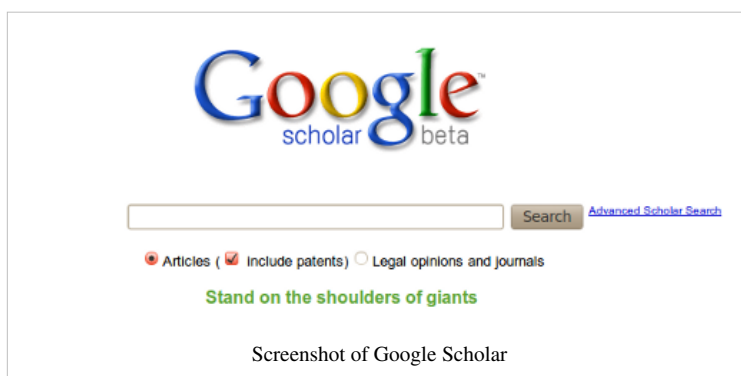 Google™
scholar beta
Search Advanced Scholar Search
Articles ( include patents) Legal opinions and journals
Stand on the shoulders of giants
Screenshot of Google Scholar